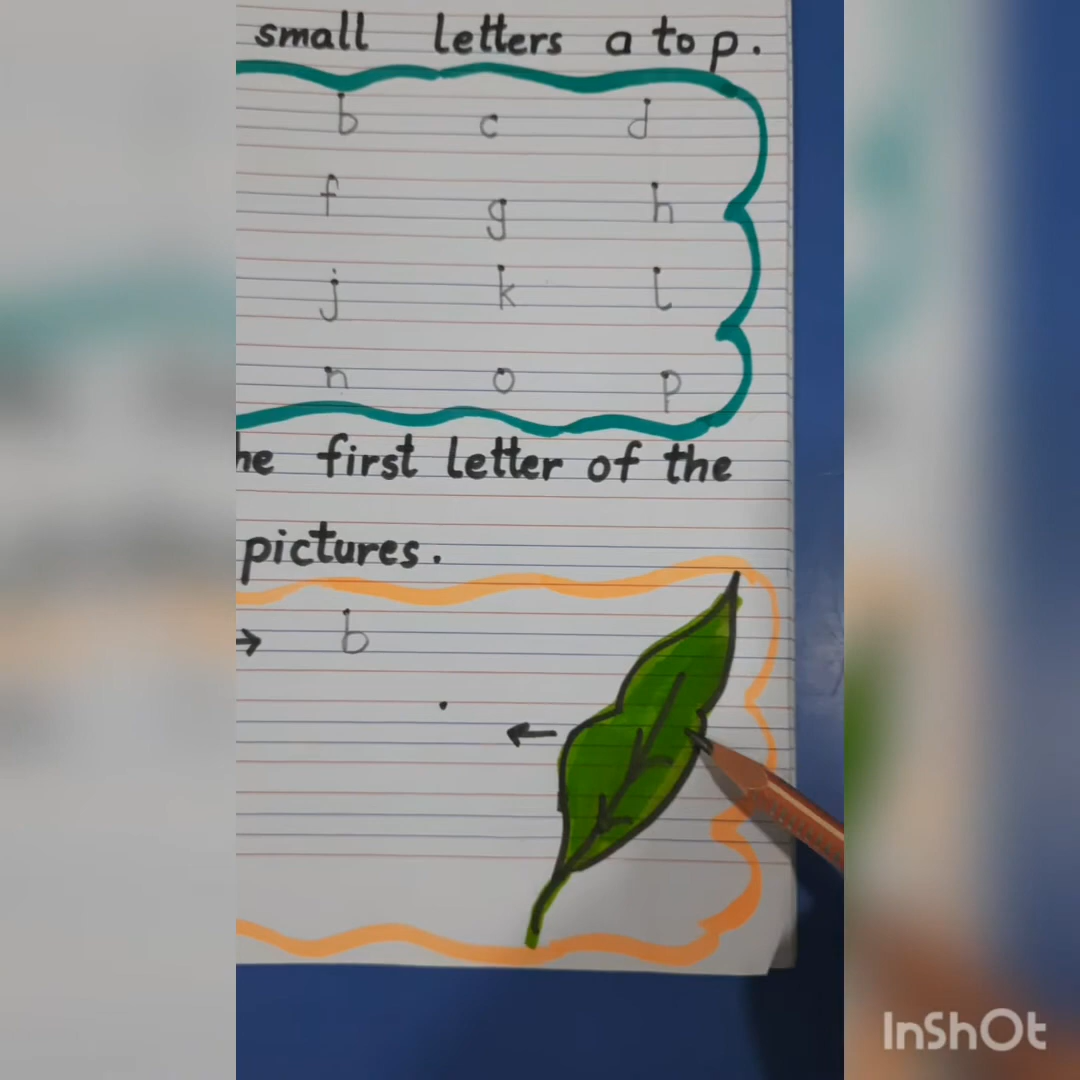 small letters a to p.
b c d
f g h
j k l
n o p
he first letter of the
pictures.
b
InShOt